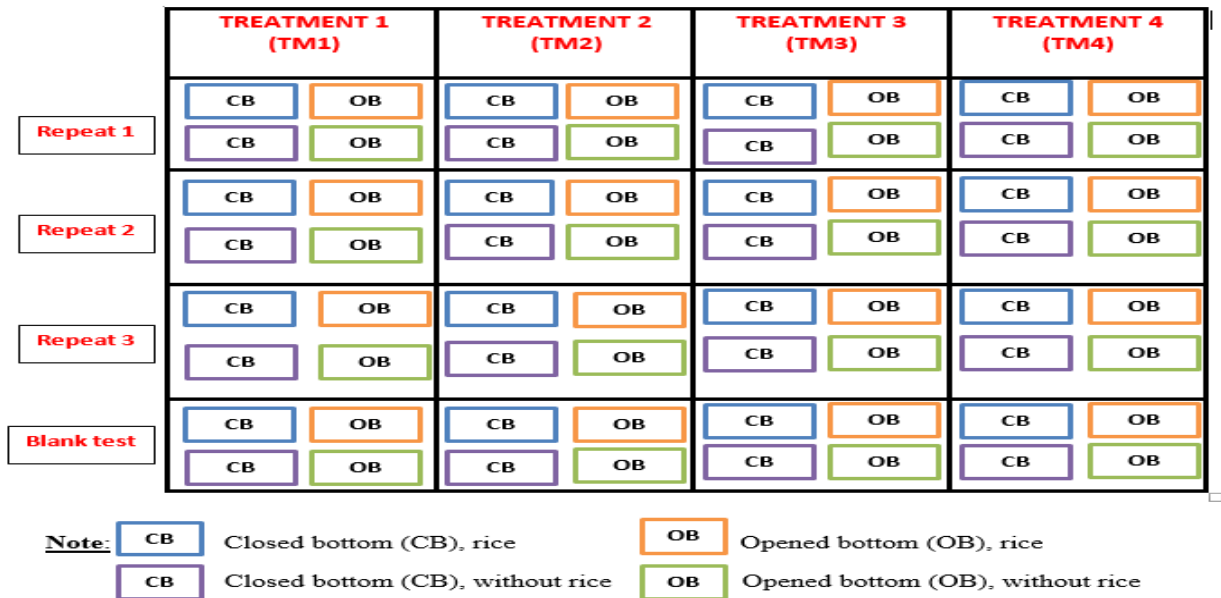 TREATMENT 1 TREATMENT 2 TREATMENT 3 TREATMENT 4
(TM1) (TM2) (TM3) (TM4)
CB OB CB OB CB OB CB OB
Repeat 1
CB OB CB OB CB OB CB OB
CB OB CB OB CB OB CB OB
Repeat 2
CB OB CB OB CB OB CB OB
CB OB CB OB CB OB CB OB
Repeat 3
CB OB CB OB CB OB CB OB
CB OB CB OB CB OB CB OB
Blank test
CB OB CB OB CB OB CB OB
Note: CB Closed bottom (CB), rice OB Opened bottom (OB), rice
CB Closed bottom (CB), without rice OB Opened bottom (OB), without rice